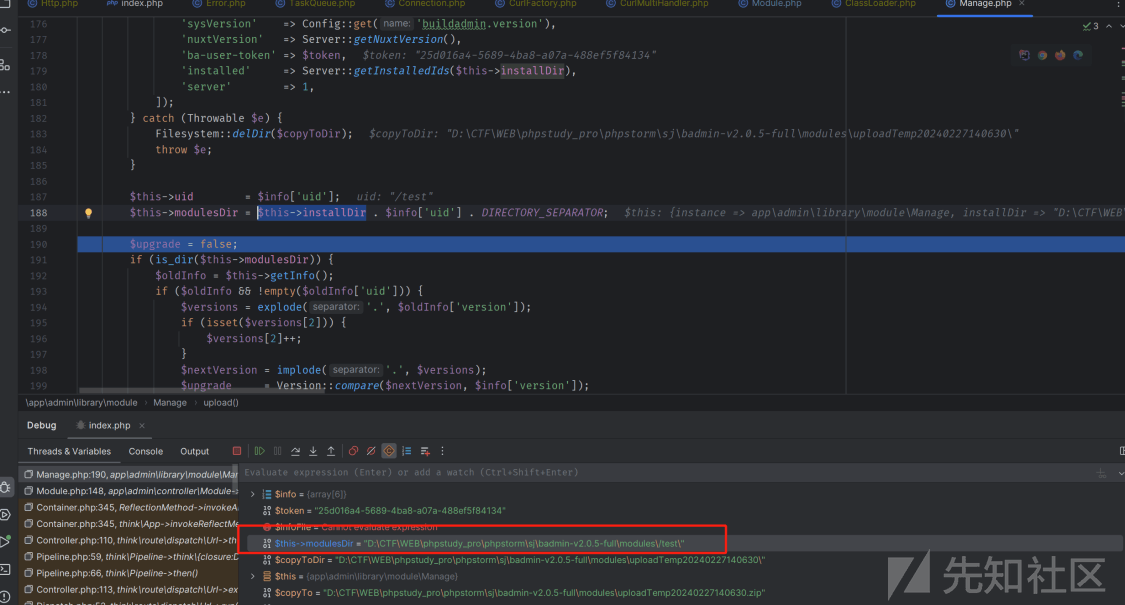 Http.php index.php Error.php TaskQueue.php Connection.php CurlFactory.php CurlMultiHandler.php Module.php ClassLoader.php Manage.php
176 'sysVersion' => Config::get( name: 'buildadmin.version'),
177 'nuxtVersion' => Server::getNuxtVersion(),
178 'ba-user-token' => $token, $token: "25d016a4-5689-4ba8-a07a-488ef5f84134"
179 'installed' => Server::getInstalledIds($this->installDir),
180 'server' => 1,
181 ]);
182 } catch (Throwable $e) {
183 Filesystem::delDir($copyToDir); $copyToDir: "D:\CTF\WEB\phpstudy_pro\phpstorm\sj\badmin-v2.0.5-full\modules\uploadTemp20240227140630\"
184 throw $e;
185 }
186
187 $this->uid = $info['uid']; uid: "/test"
188 $this->modulesDir = $this->installDir . $info['uid'] . DIRECTORY_SEPARATOR; $this: {instance => app\admin\library\module\Manage, installDir => "D:\CTF\WEB
189
190 $upgrade = false;
191 if (is_dir($this->modulesDir)) {
192 $oldInfo = $this->getInfo();
193 if ($oldInfo && !empty($oldInfo['uid'])) {
194 $versions = explode( separator: '.', $oldInfo['version']);
195 if (isset($versions[2])) {
196 $versions[2]++;
197 }
198 $nextVersion = implode( separator: '.', $versions);
199 $upgrade = Version::compare($nextVersion, $info['version']);
3
\app\admin\library\module › Manage › upload()
Debug index.php
Threads & Variables Console Output
Manage.php:190, app\admin\library\module\Mar
Module.php:148, app\admin\controller\Module-
Container.php:345, ReflectionMethod->invokeA
Container.php:345, think\App->invokeReflectMe
Controller.php:110, think\route\dispatch\Url->th
Pipeline.php:59, think\Pipeline->think\{closure:D
Pipeline.php:66, think\Pipeline->then()
Controller.php:113, think\route\dispatch\Url->ex
Evaluate expression (Enter) or add a watch (Ctrl+Shift+Enter)
$info = {array[6]}
$token = "25d016a4-5689-4ba8-a07a-488ef5f84134"
$infoFile = Cannot evaluate expression
$this->modulesDir = "D:\CTF\WEB\phpstudy_pro\phpstorm\sj\badmin-v2.0.5-full\modules\/test\"
$copyToDir = "D:\CTF\WEB\phpstudy_pro\phpstorm\sj\badmin-v2.0.5-full\modules\uploadTemp20240227140630\"
$this = {app\admin\library\module\Manage}
$copyTo = "D:\CTF\WEB\phpstudy_pro\phpstorm\sj\badmin-v2.0.5-full\modules\uploadTemp20240227140630.zip"
先知社区